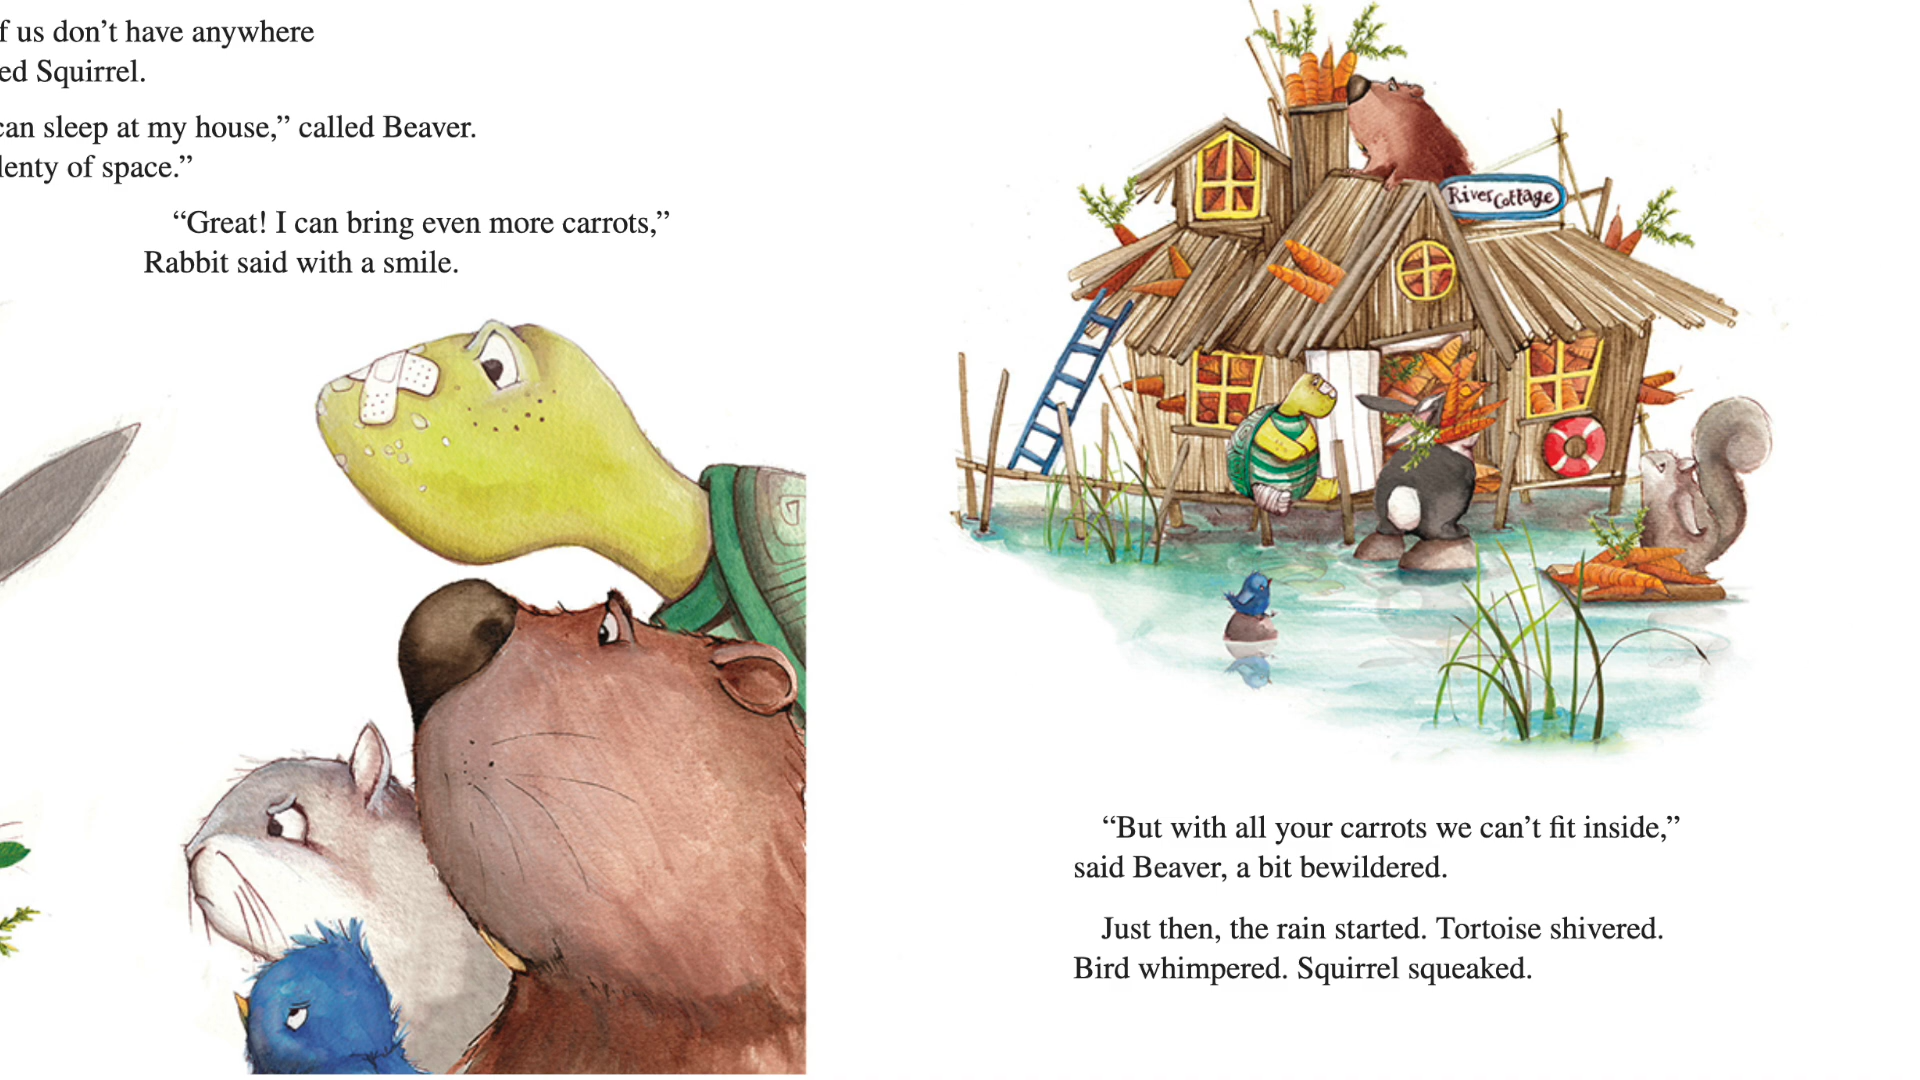 f us don’t have anywhere
ed Squirrel.
can sleep at my house,” called Beaver.
lenty of space.”
“Great! I can bring even more carrots,”
Rabbit said with a smile.
River Cottage
“But with all your carrots we can’t fit inside,”
said Beaver, a bit bewildered.
Just then, the rain started. Tortoise shivered.
Bird whimpered. Squirrel squeaked.